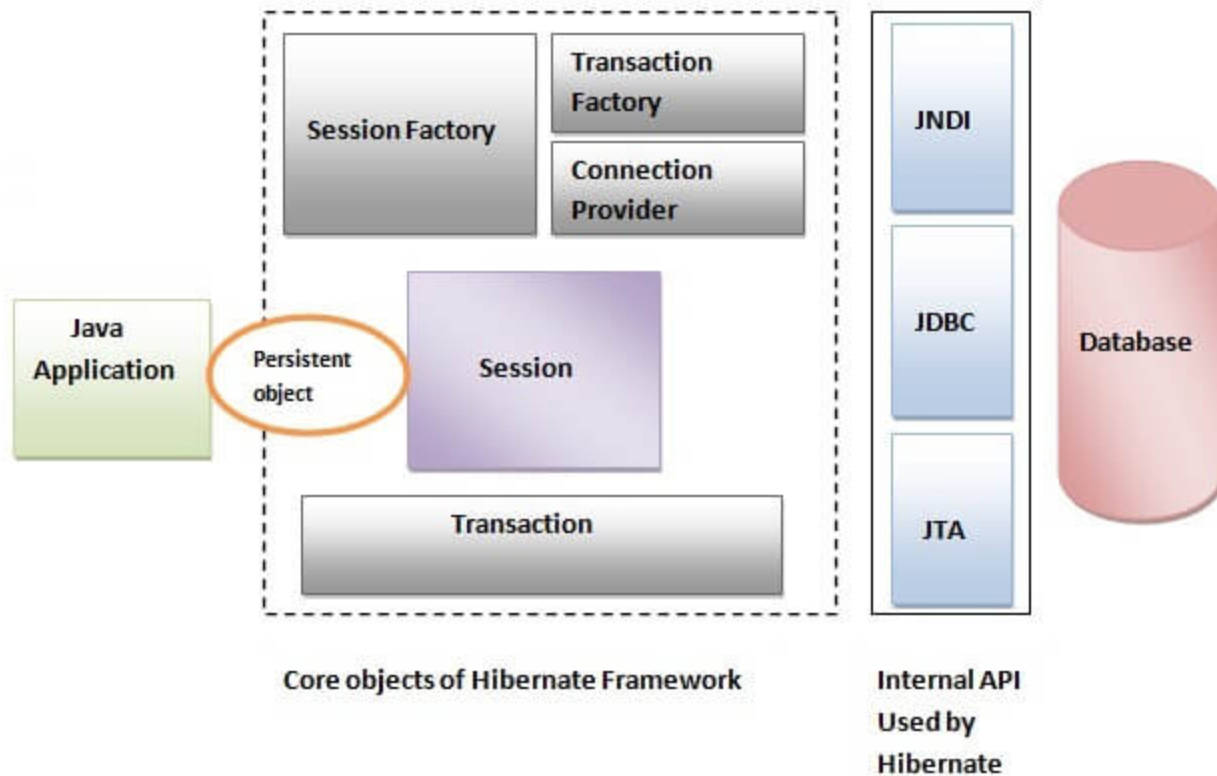 Session Factory
Transaction
Factory
Connection
Provider
JNDI
Java
Application
Persistent
object
Session
JDBC
Database
Transaction
JTA
Core objects of Hibernate Framework
Internal API
Used by
Hibernate